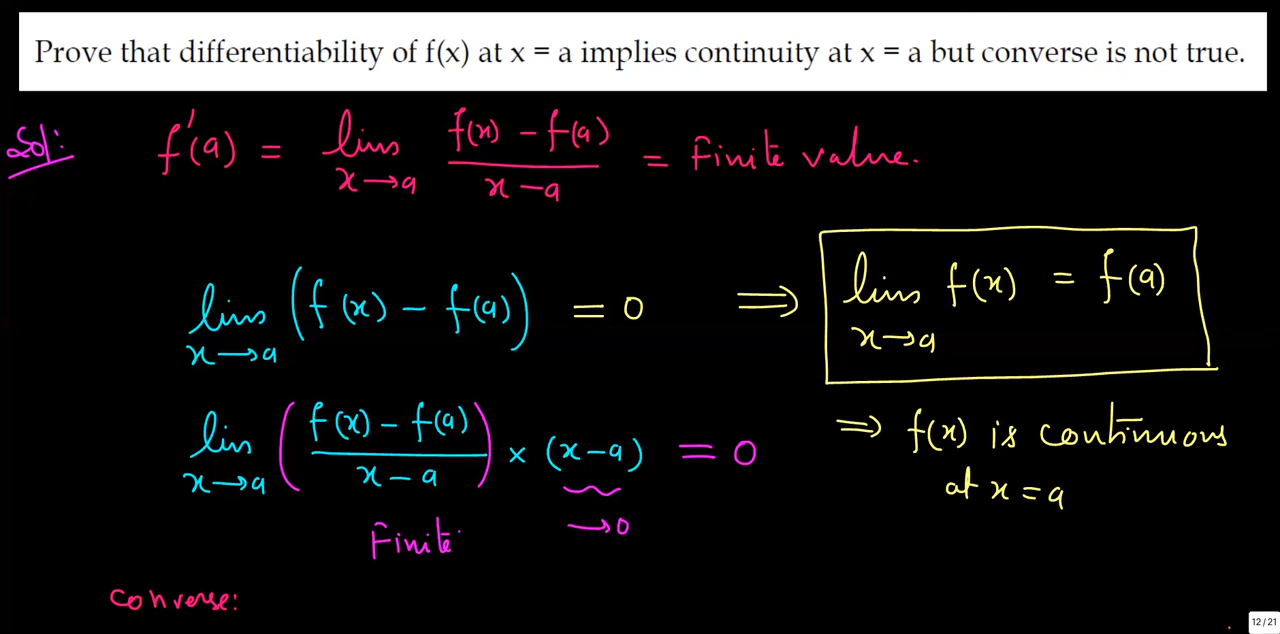 Prove that differentiability of f(x) at x = a implies continuity at x = a but converse is not true.
Sol:
f'(a) = lim x→a (f(x) - f(a))/(x-a) = Finite value.
lim x→a (f(x) - f(a)) = 0
⇒ lim x→a f(x) = f(a)
lim x→a ((f(x) - f(a))/(x-a)) × (x-a) = 0
Finite
→0
⇒ f(x) is continuous
at x = a
Converse:
12/21